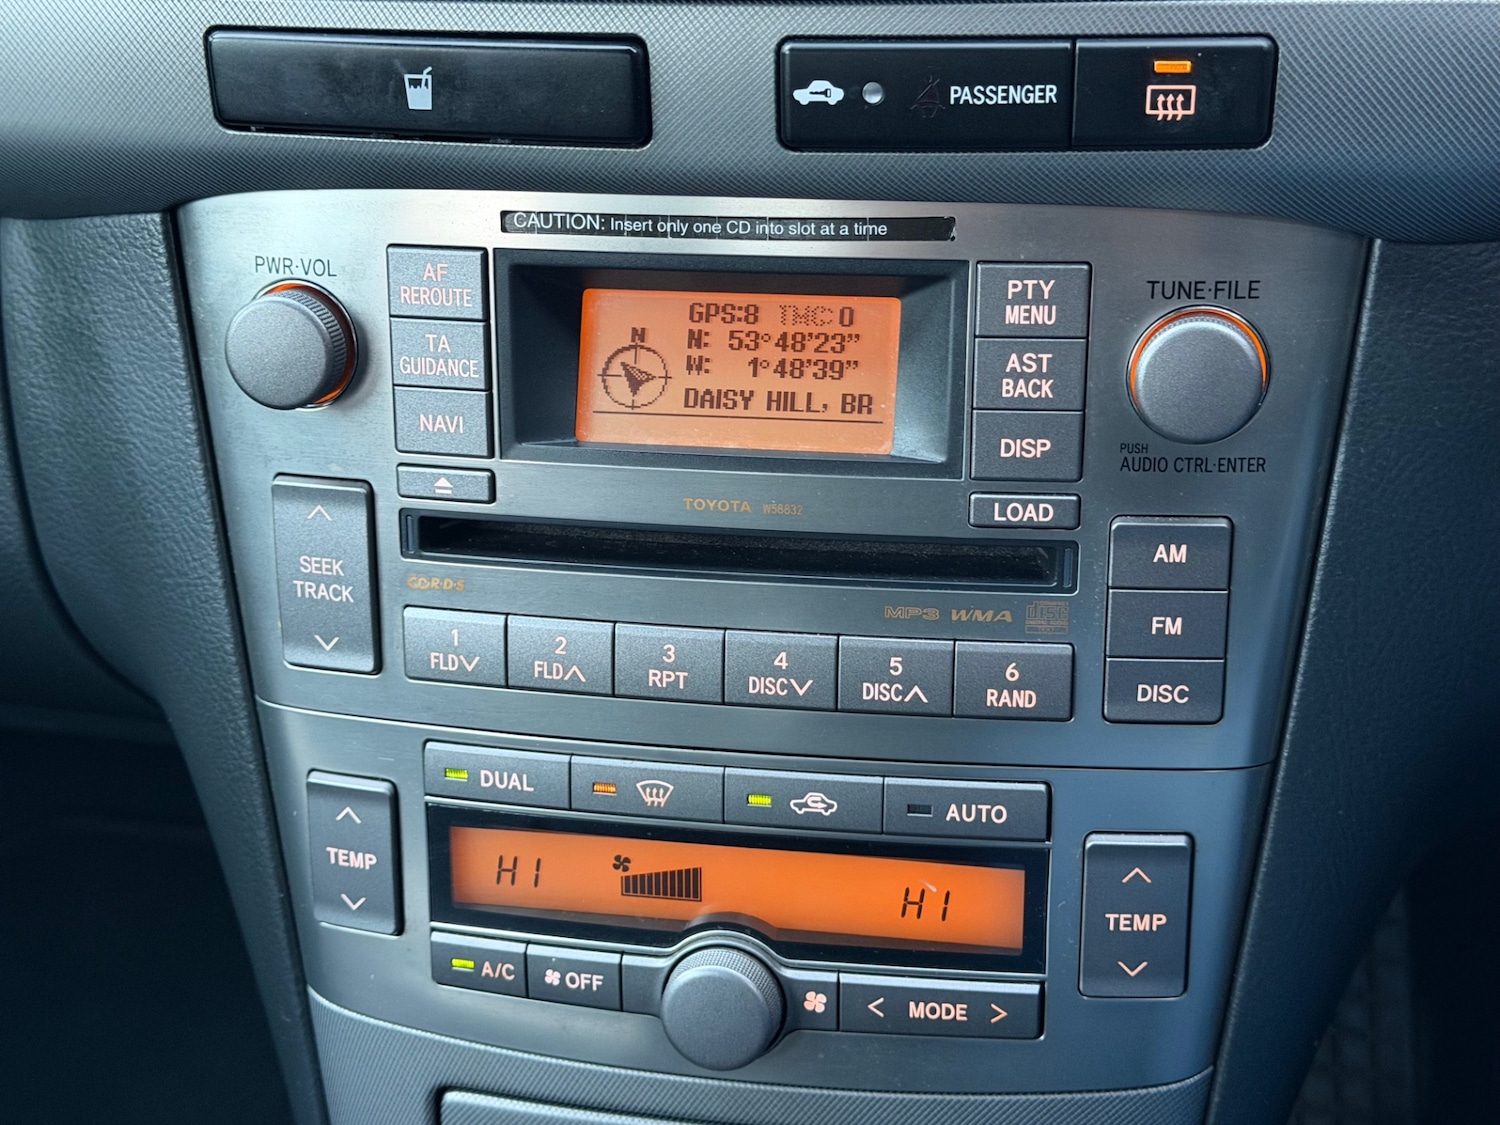 PASSENGER
CAUTION: Insert only one CD into slot at a time
PWR·VOL
AF
REROUTE
TA
GUIDANCE
NAVI
GPS:8 TMC:0
N
N: 53°48'23"
W: 1°48'39"
DAISY HILL, BR
PTY
MENU
AST
BACK
DISP
TUNE·FILE
PUSH
AUDIO CTRL·ENTER
TOYOTA W58832
LOAD
SEEK
TRACK
CD·R·D·S
MP3 WMA disc
AM
FM
DISC
1
FLD
2
FLD
3
RPT
4
DISC
5
DISC
6
RAND
DUAL
AUTO
TEMP
HI
HI
TEMP
A/C
OFF
< MODE >